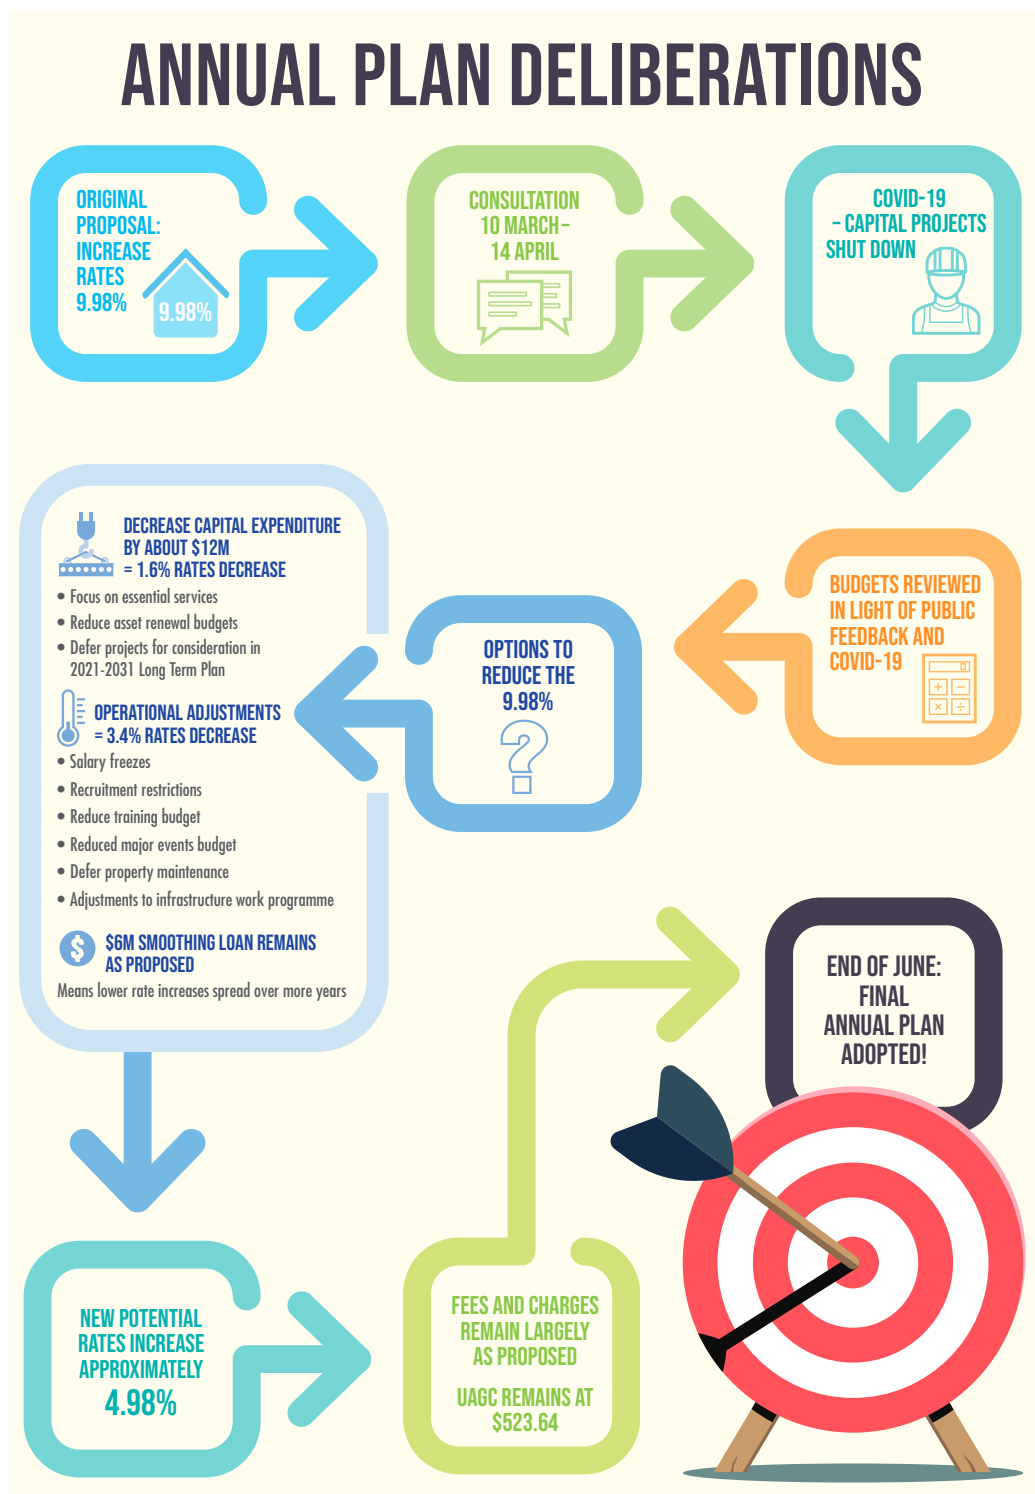 ANNUAL PLAN DELIBERATIONS
ORIGINAL
PROPOSAL:
INCREASE
RATES
9.98%
9.98%
CONSULTATION
10 MARCH–
14 APRIL
COVID-19
– CAPITAL PROJECTS
SHUT DOWN
BUDGETS REVIEWED
IN LIGHT OF PUBLIC
FEEDBACK AND
COVID-19
+ −
× ÷
OPTIONS TO
REDUCE THE
9.98%
?
DECREASE CAPITAL EXPENDITURE
BY ABOUT $12M
= 1.6% RATES DECREASE
• Focus on essential services
• Reduce asset renewal budgets
• Defer projects for consideration in
2021-2031 Long Term Plan
OPERATIONAL ADJUSTMENTS
= 3.4% RATES DECREASE
• Salary freezes
• Recruitment restrictions
• Reduce training budget
• Reduced major events budget
• Defer property maintenance
• Adjustments to infrastructure work programme
$
$6M SMOOTHING LOAN REMAINS
AS PROPOSED
Means lower rate increases spread over more years
NEW POTENTIAL
RATES INCREASE
APPROXIMATELY
4.98%
FEES AND CHARGES
REMAIN LARGELY
AS PROPOSED
UAGC REMAINS AT
$523.64
END OF JUNE:
FINAL
ANNUAL PLAN
ADOPTED!